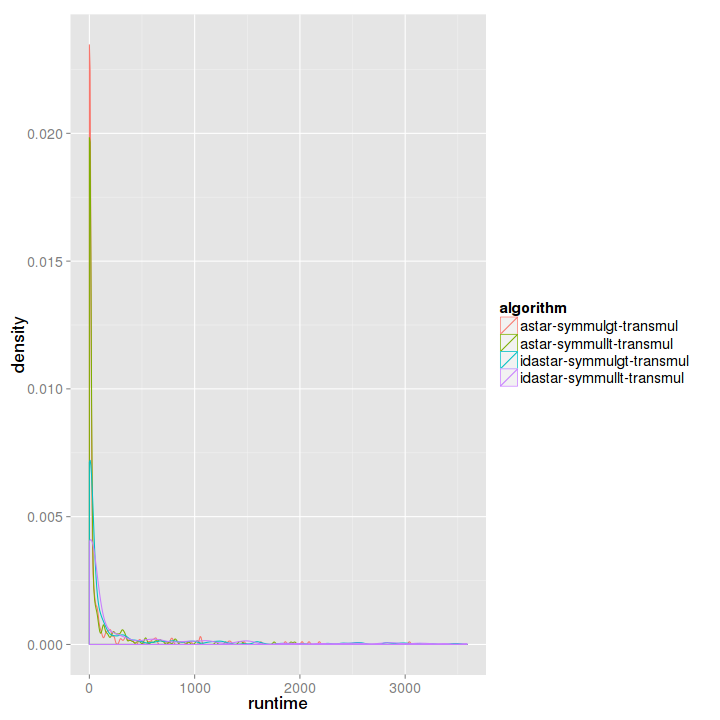 0.020
0.015
0.010
0.005
0.000
density
0
1000
2000
3000
runtime
algorithm
astar-symmulgt-transmul
astar-symmullt-transmul
idastar-symmulgt-transmul
idastar-symmullt-transmul